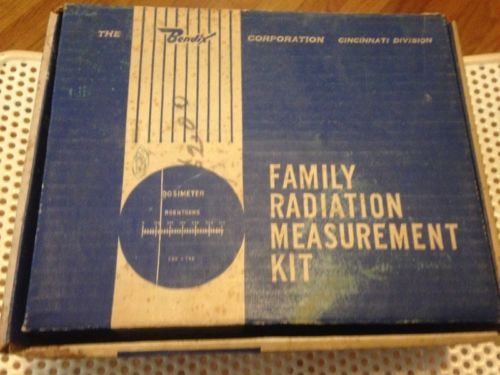 THE Bendix CORPORATION CINCINNATI DIVISION
DOSIMETER
ROENTGENS
FAMILY
RADIATION
MEASUREMENT
KIT